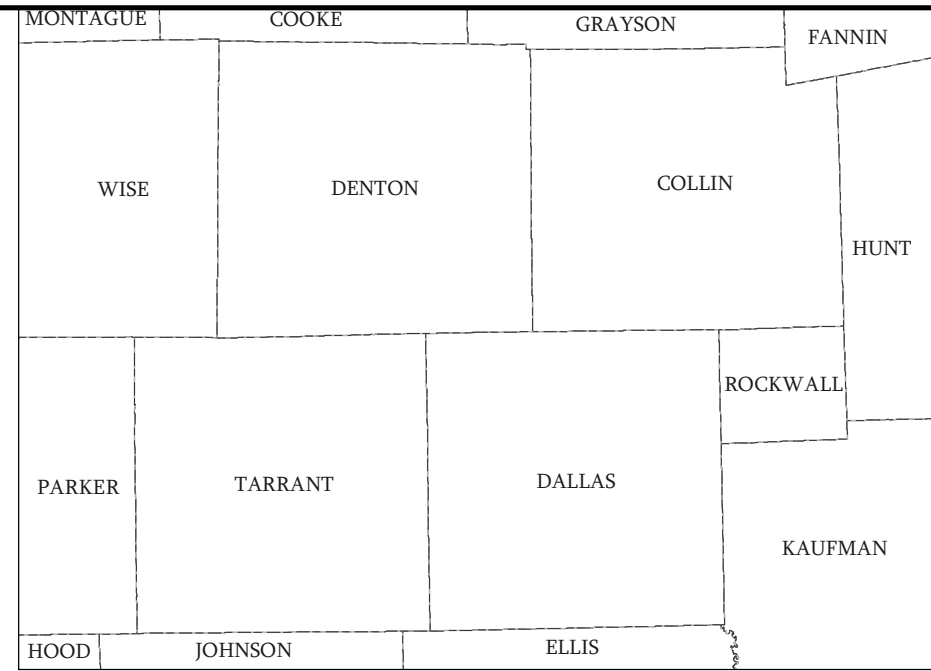 MONTAGUE
COOKE
GRAYSON
FANNIN
WISE
DENTON
COLLIN
HUNT
ROCKWALL
PARKER
TARRANT
DALLAS
KAUFMAN
HOOD
JOHNSON
ELLIS